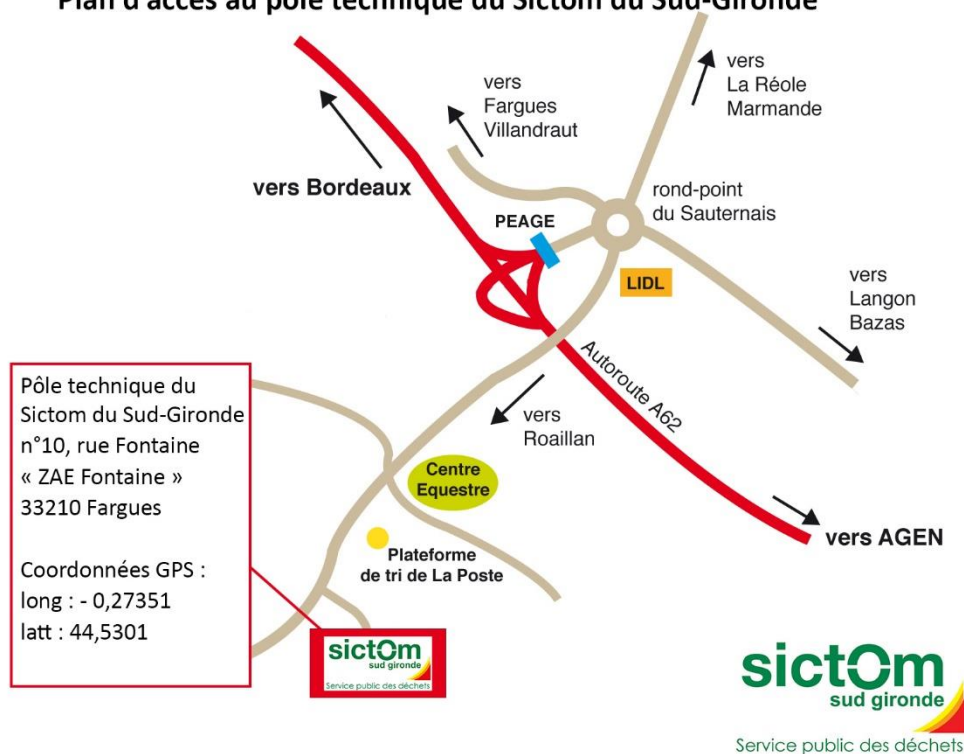 Plan d'accès au pôle technique du Sictom du Sud-Gironde
vers
La Réole
Marmande
vers
Fargues
Villandraut
vers Bordeaux
rond-point
du Sauternais
PEAGE
LIDL
vers
Langon
Bazas
Autoroute A62
vers
Roaillan
Pôle technique du
Sictom du Sud-Gironde
n°10, rue Fontaine
« ZAE Fontaine »
33210 Fargues
Coordonnées GPS :
long : - 0,27351
latt : 44,5301
Centre
Equestre
vers AGEN
Plateforme
de tri de La Poste
sictOm
sud gironde
Service public des déchets
sictOm
sud gironde
Service public des déchets